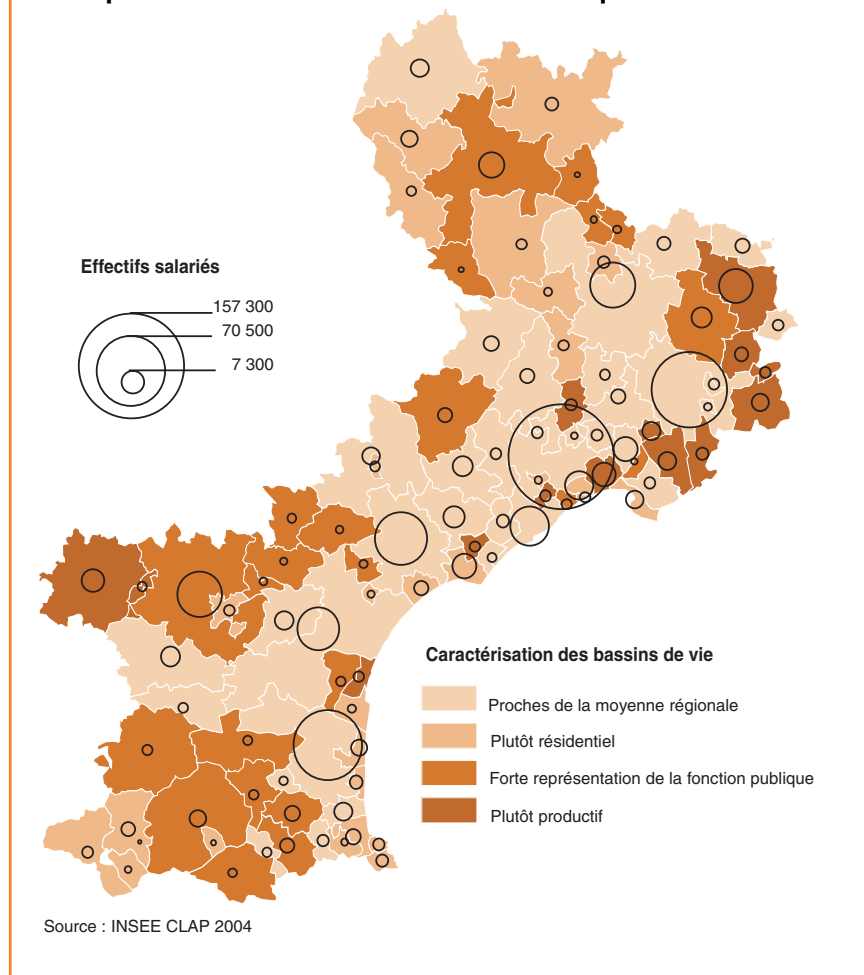 Effectifs salariés
157 300
70 500
7 300
Caractérisation des bassins de vie
Proches de la moyenne régionale
Plutôt résidentiel
Forte représentation de la fonction publique
Plutôt productif
Source : INSEE CLAP 2004